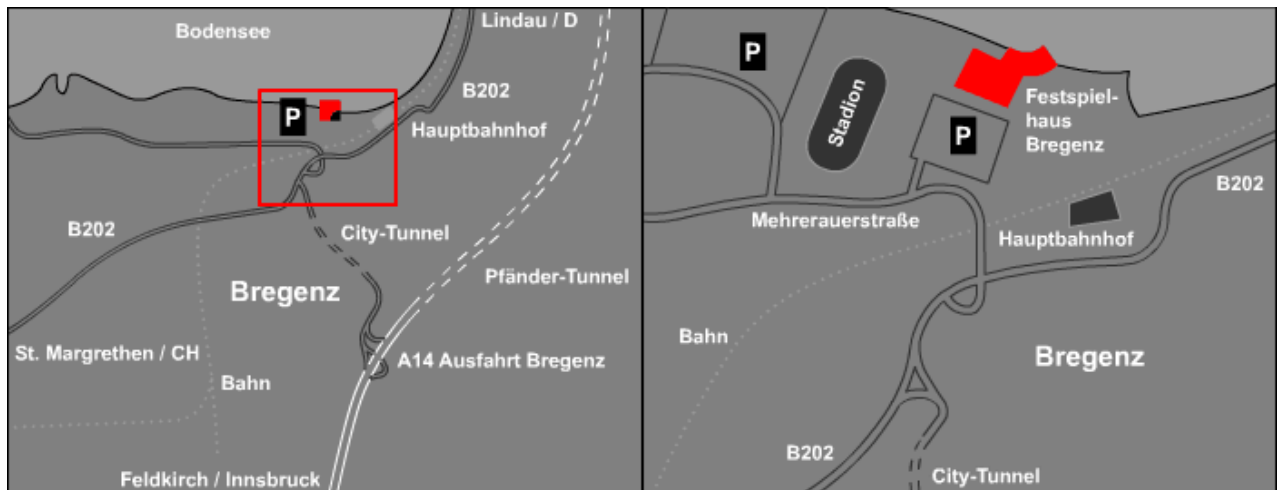 Bodensee
Lindau / D
P
B202
Hauptbahnhof
B202
City-Tunnel
Pfänder-Tunnel
Bregenz
St. Margrethen / CH
A14 Ausfahrt Bregenz
Bahn
Feldkirch / Innsbruck
P
Stadion
Festspiel-
haus
Bregenz
P
B202
Mehrerauerstraße
Hauptbahnhof
Bahn
Bregenz
B202
City-Tunnel